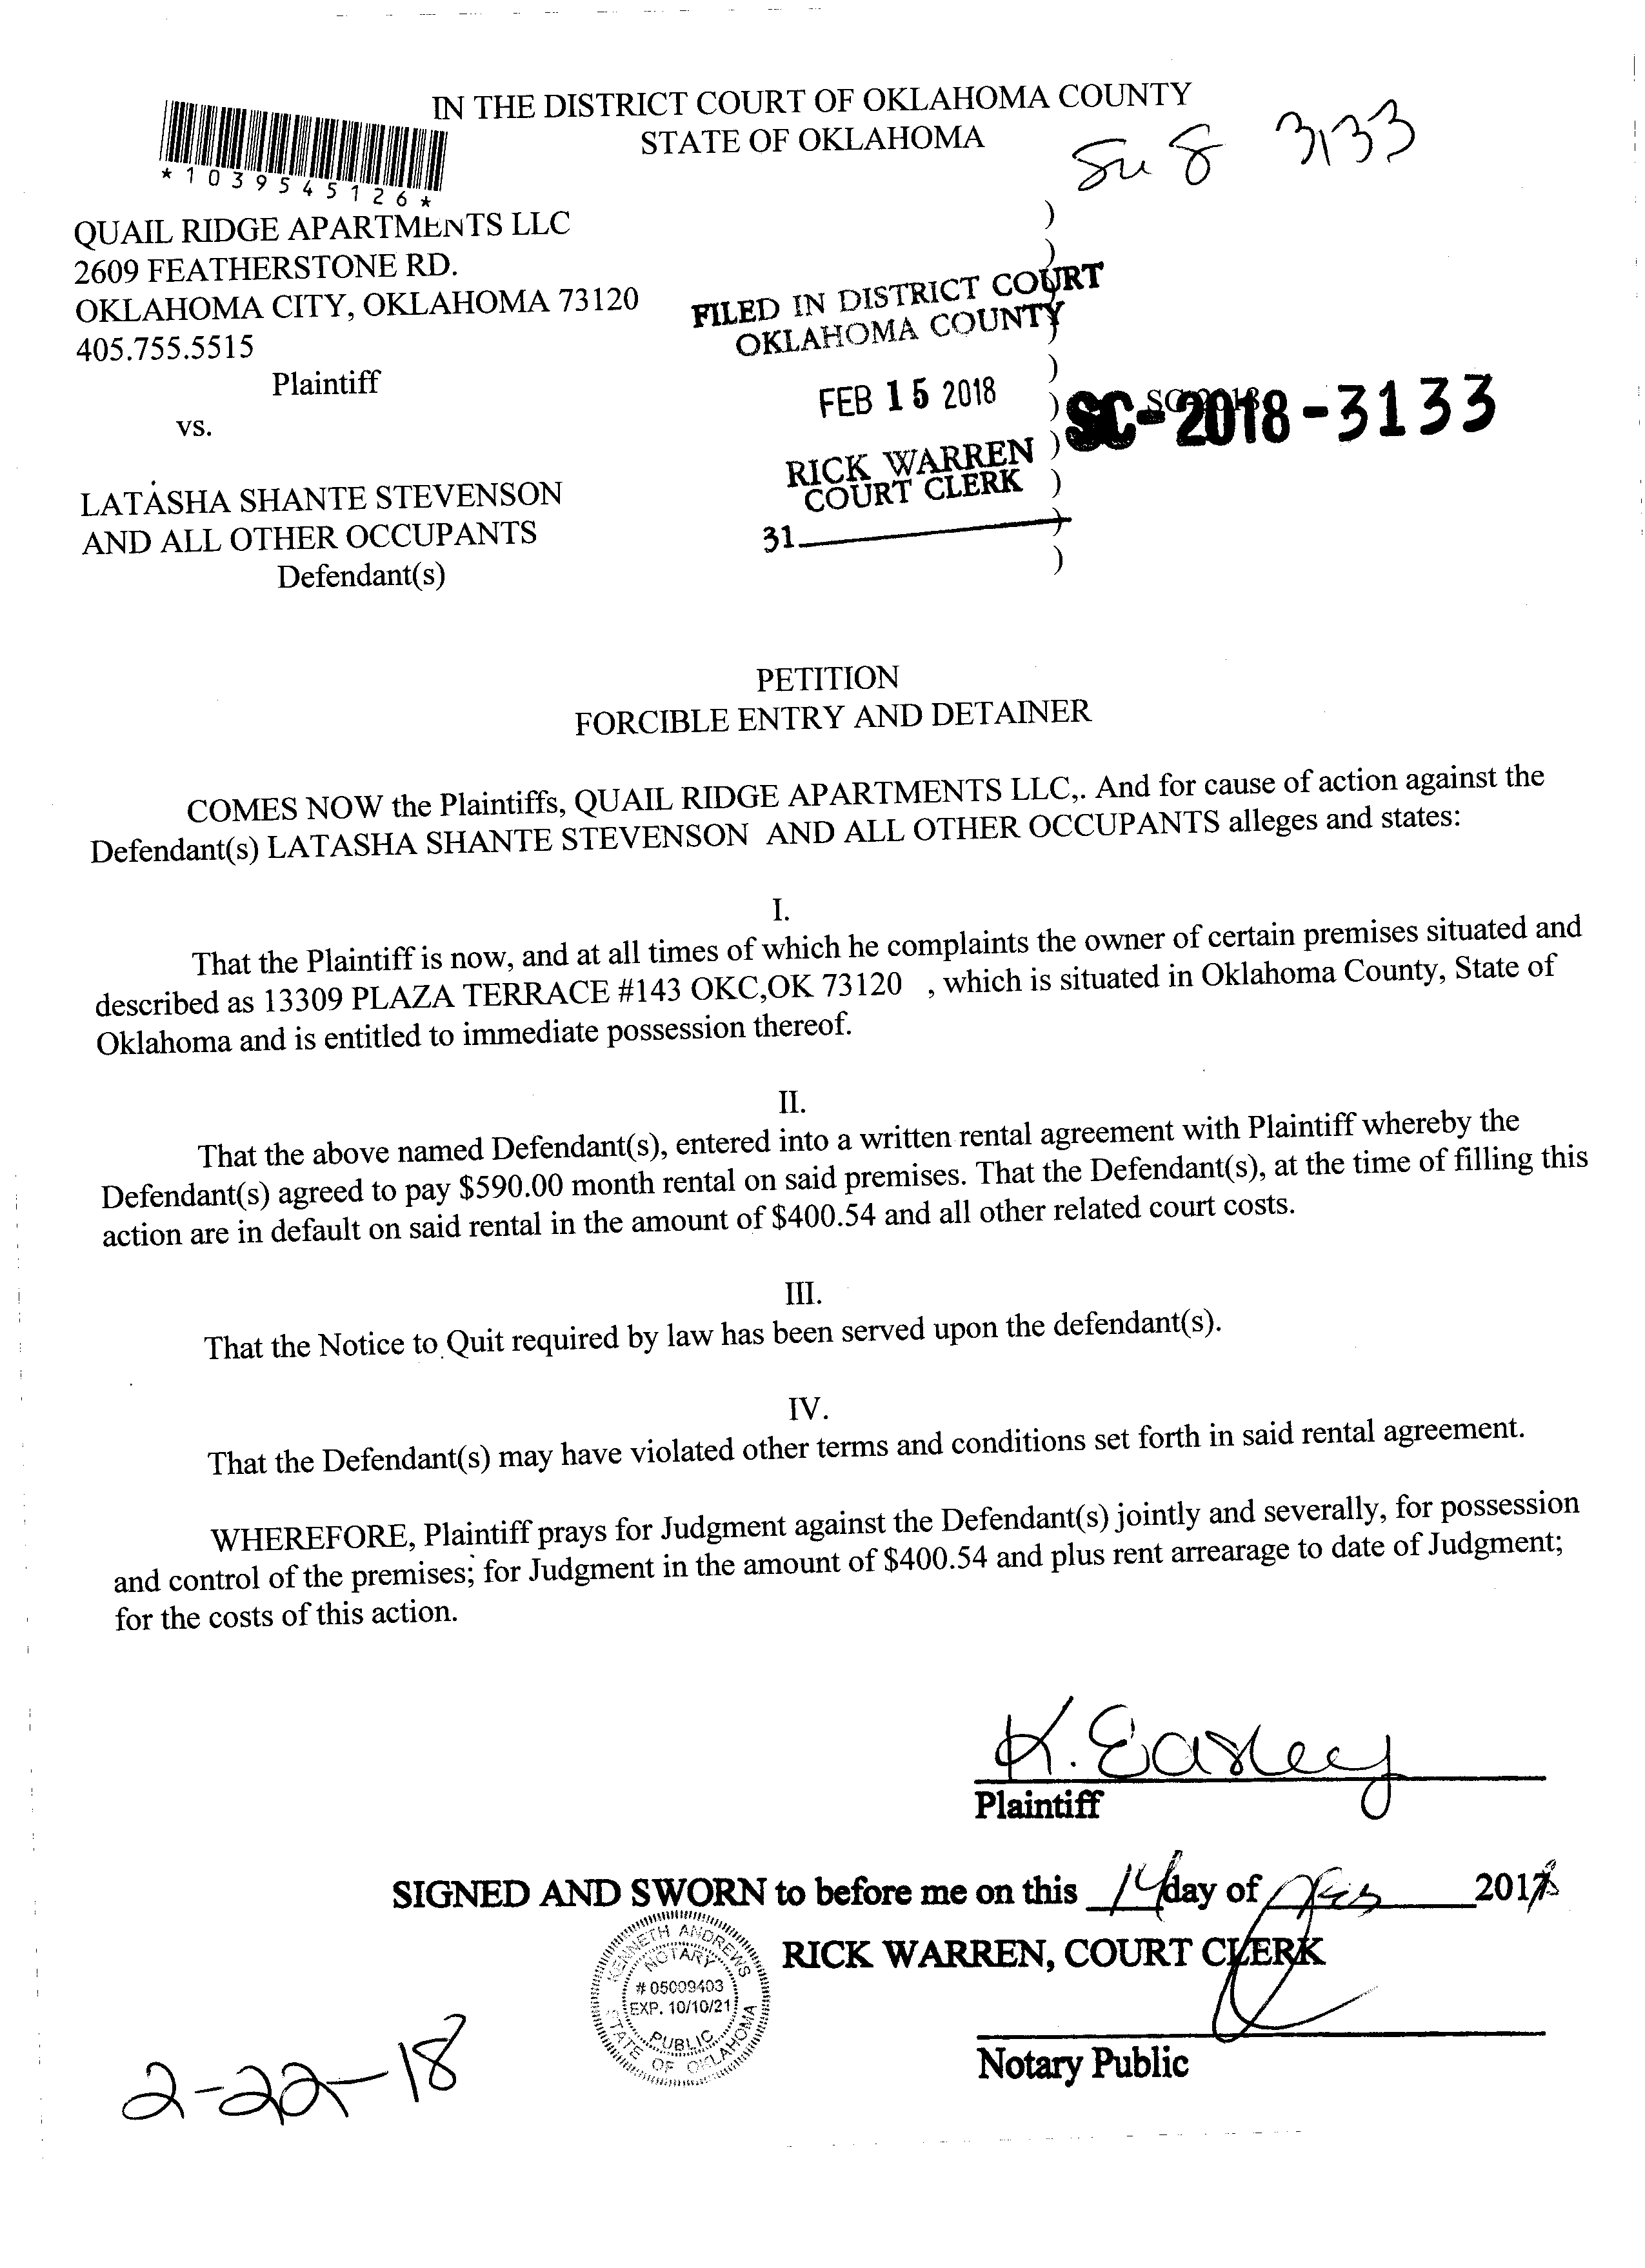 IN THE DISTRICT COURT OF OKLAHOMA COUNTY
STATE OF OKLAHOMA
3133
*1039545126*
QUAIL RIDGE APARTMENTS LLC
2609 FEATHERSTONE RD.
OKLAHOMA CITY, OKLAHOMA 73120
405.755.5515
Plaintiff
vs.
LATASHA SHANTE STEVENSON
AND ALL OTHER OCCUPANTS
Defendant(s)
)
)
)
)
)
)
)
)
)
FILED IN DISTRICT COURT
OKLAHOMA COUNTY
FEB 15 2018
RICK WARREN
COURT CLERK
31
SC-2018-3133
PETITION
FORCIBLE ENTRY AND DETAINER
COMES NOW the Plaintiffs, QUAIL RIDGE APARTMENTS LLC,. And for cause of action against the
Defendant(s) LATASHA SHANTE STEVENSON AND ALL OTHER OCCUPANTS alleges and states:
I.
That the Plaintiff is now, and at all times of which he complaints the owner of certain premises situated and
described as 13309 PLAZA TERRACE #143 OKC,OK 73120 , which is situated in Oklahoma County, State of
Oklahoma and is entitled to immediate possession thereof.
II.
That the above named Defendant(s), entered into a written rental agreement with Plaintiff whereby the
Defendant(s) agreed to pay $590.00 month rental on said premises. That the Defendant(s), at the time of filling this
action are in default on said rental in the amount of $400.54 and all other related court costs.
III.
That the Notice to Quit required by law has been served upon the defendant(s).
IV.
That the Defendant(s) may have violated other terms and conditions set forth in said rental agreement.
WHEREFORE, Plaintiff prays for Judgment against the Defendant(s) jointly and severally, for possession
and control of the premises; for Judgment in the amount of $400.54 and plus rent arrearage to date of Judgment;
for the costs of this action.
K. Easley
Plaintiff
SIGNED AND SWORN to before me on this 14 day of Feb 2018
RICK WARREN, COURT CLERK
KENNETH ANDREWS
NOTARY
# 05009403
EXP. 10/10/21
PUBLIC
STATE OF OKLAHOMA
Notary Public
2-22-18